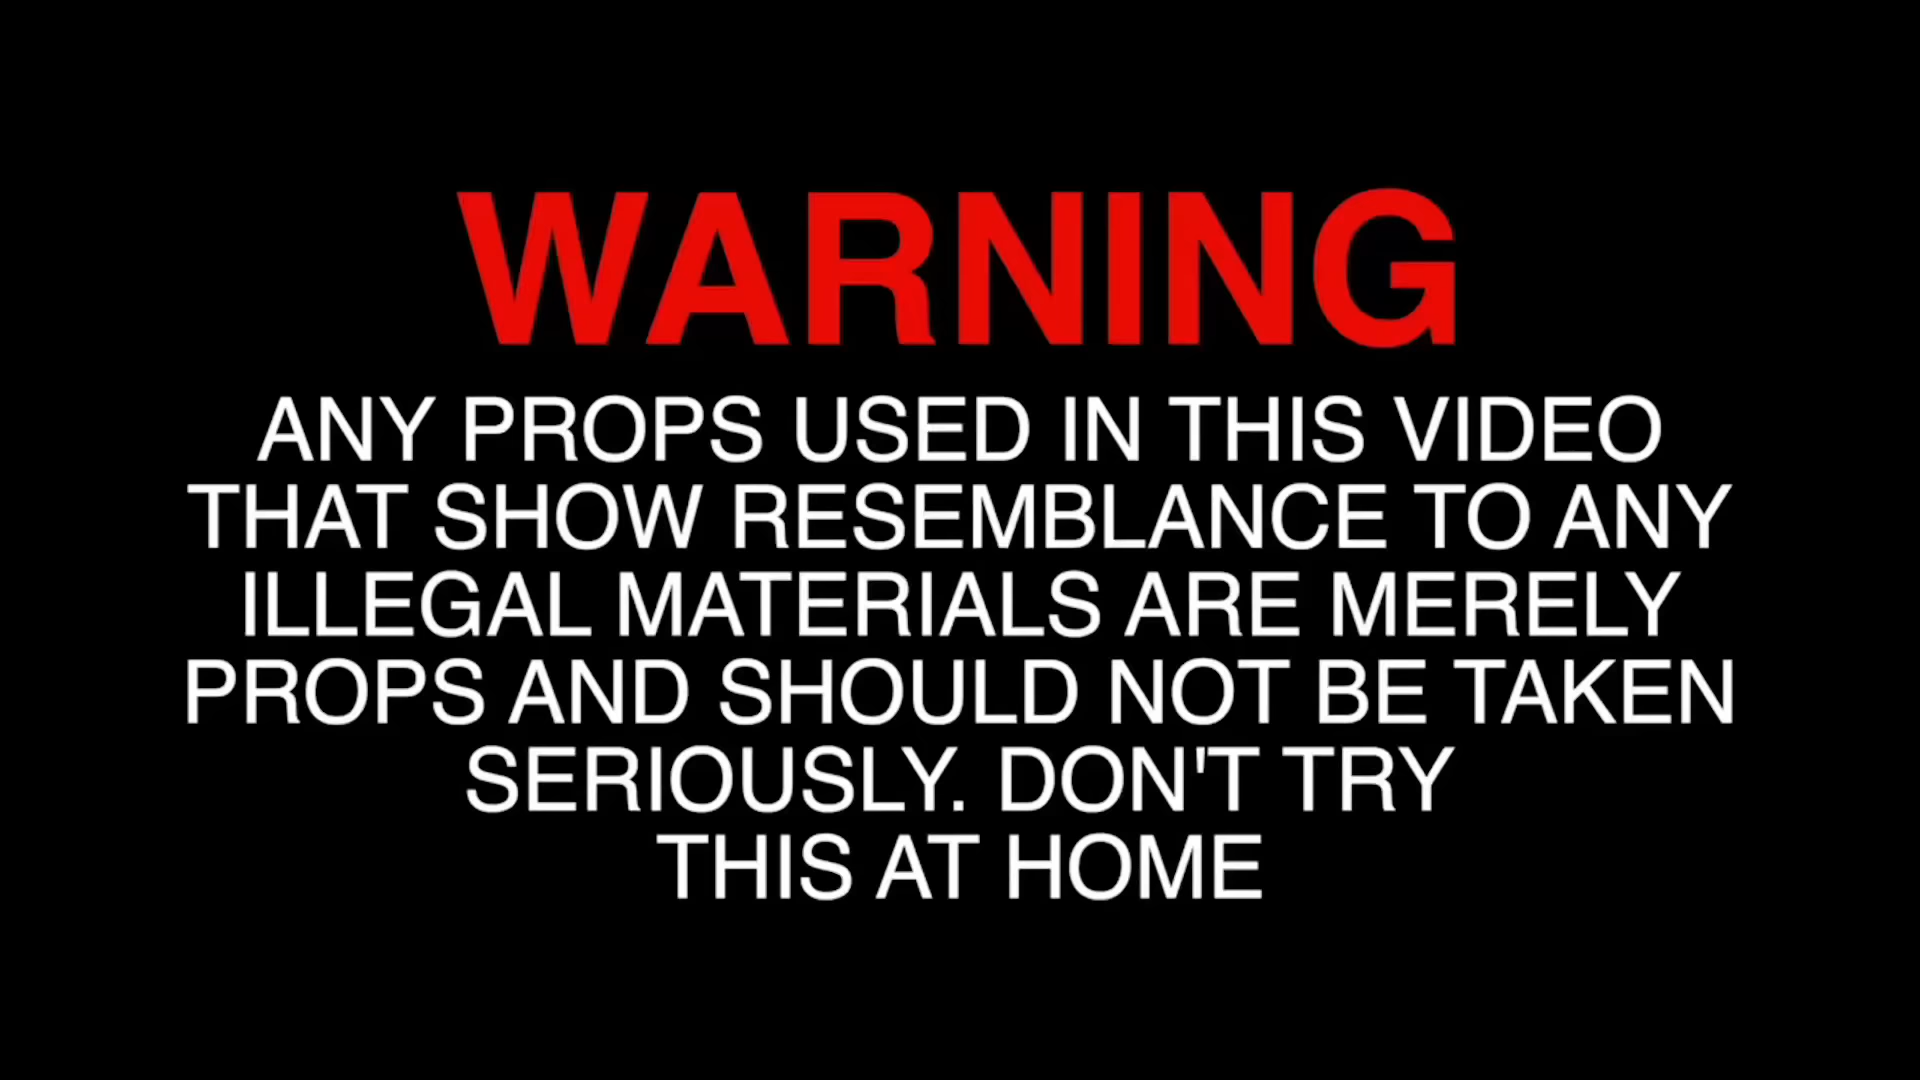 WARNING
ANY PROPS USED IN THIS VIDEO
THAT SHOW RESEMBLANCE TO ANY
ILLEGAL MATERIALS ARE MERELY
PROPS AND SHOULD NOT BE TAKEN
SERIOUSLY. DON'T TRY
THIS AT HOME